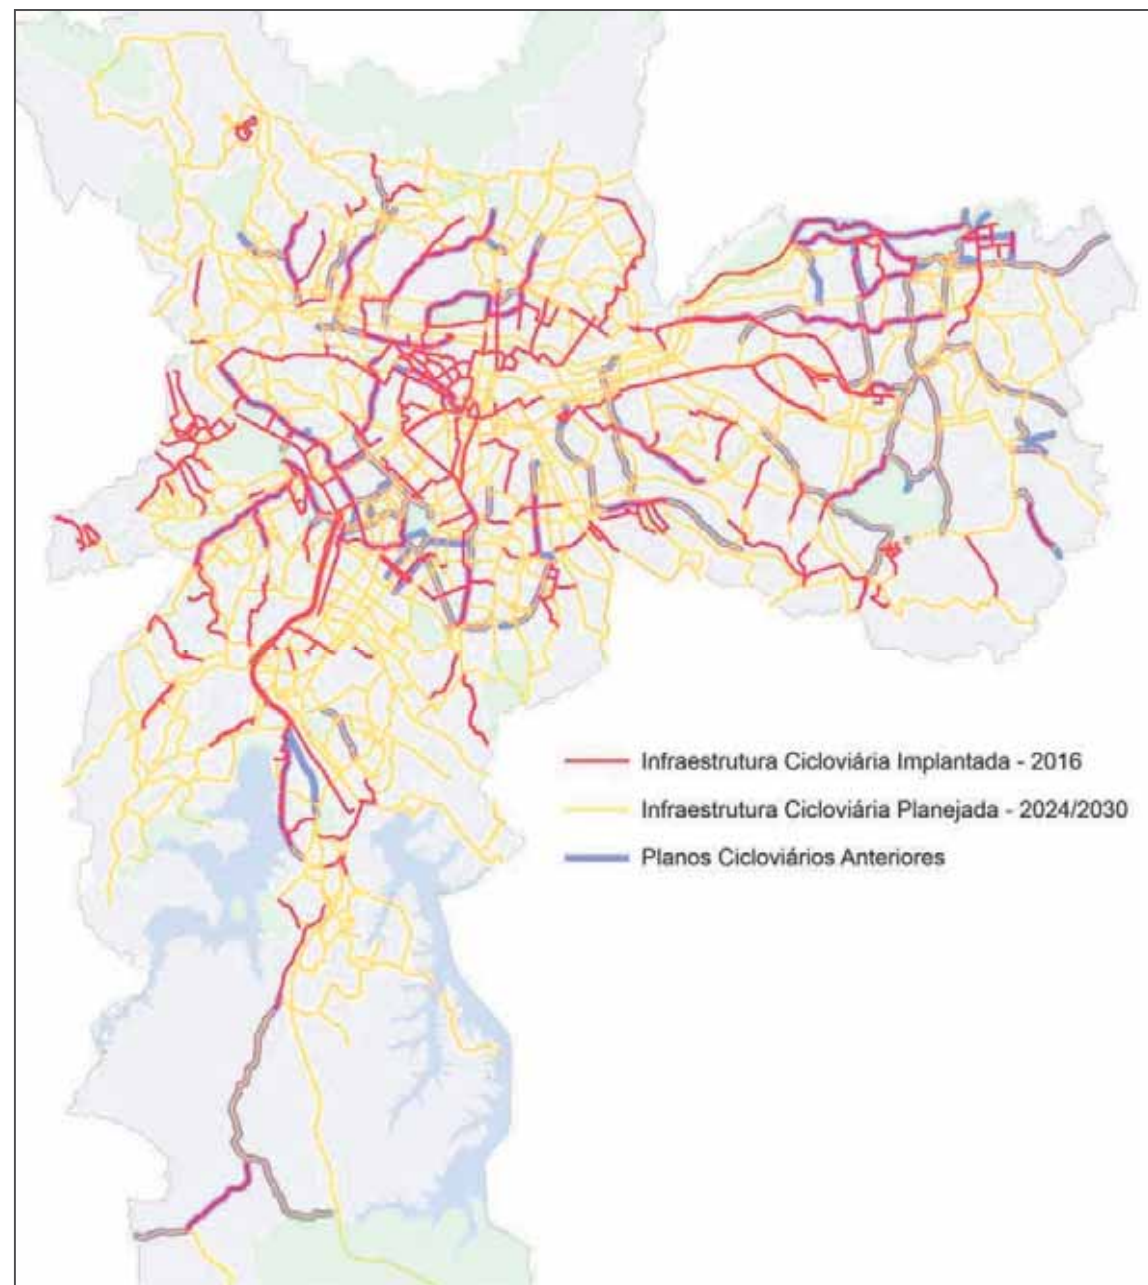 Infraestrutura Cicloviária Implantada - 2016
Infraestrutura Cicloviária Planejada - 2024/2030
Planos Cicloviários Anteriores